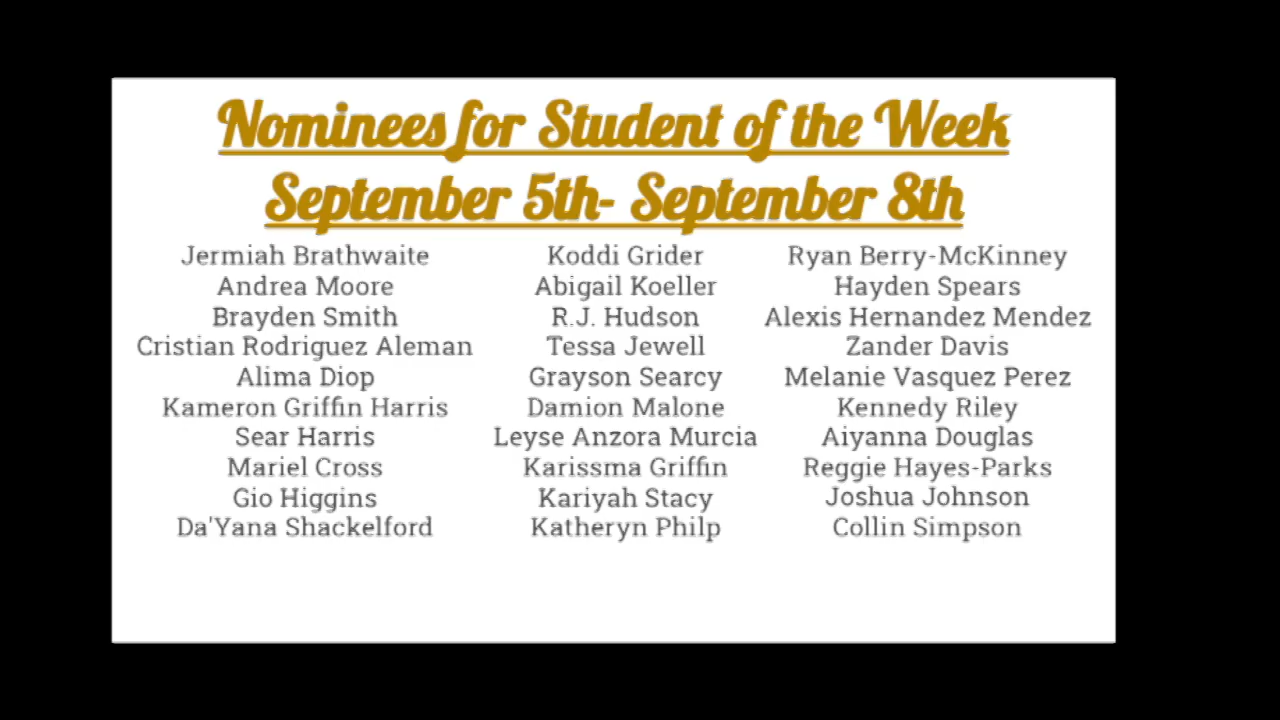 Nominees for Student of the Week
September 5th- September 8th
Jermiah Brathwaite
Andrea Moore
Brayden Smith
Cristian Rodriguez Aleman
Alima Diop
Kameron Griffin Harris
Sear Harris
Mariel Cross
Gio Higgins
Da'Yana Shackelford
Koddi Grider
Abigail Koeller
R.J. Hudson
Tessa Jewell
Grayson Searcy
Damion Malone
Leyse Anzora Murcia
Karissma Griffin
Kariyah Stacy
Katheryn Philp
Ryan Berry-McKinney
Hayden Spears
Alexis Hernandez Mendez
Zander Davis
Melanie Vasquez Perez
Kennedy Riley
Aiyanna Douglas
Reggie Hayes-Parks
Joshua Johnson
Collin Simpson